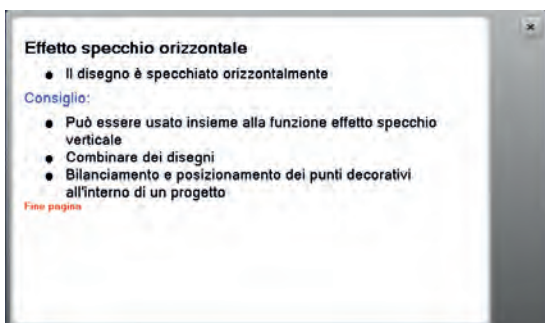 Effetto specchio orizzontale
• Il disegno è specchiato orizzontalmente
Consiglio:
• Può essere usato insieme alla funzione effetto specchio
verticale
• Combinare dei disegni
• Bilanciamento e posizionamento dei punti decorativi
all'interno di un progetto
Fine pagina